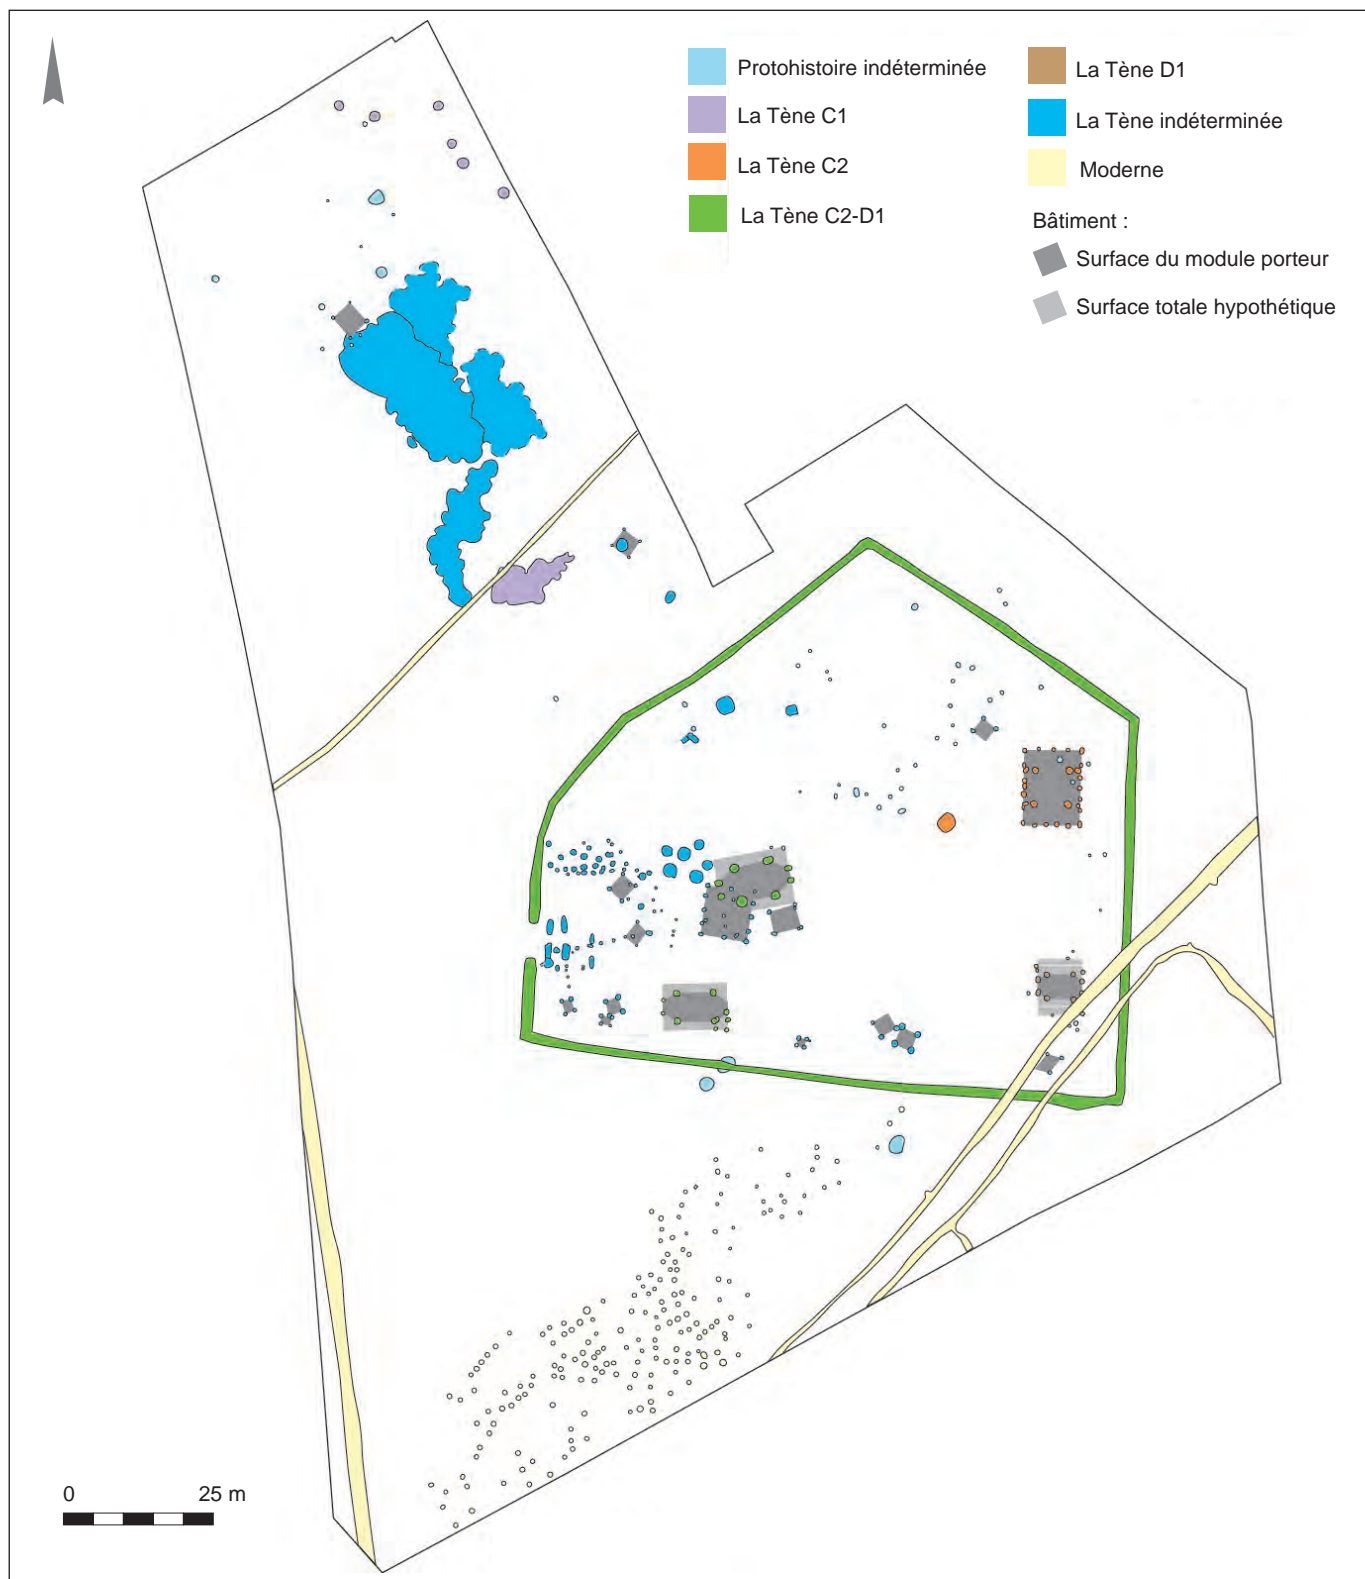 Protohistoire indéterminée
La Tène C1
La Tène C2
La Tène C2-D1
La Tène D1
La Tène indéterminée
Moderne
Bâtiment :
Surface du module porteur
Surface totale hypothétique
0 25 m